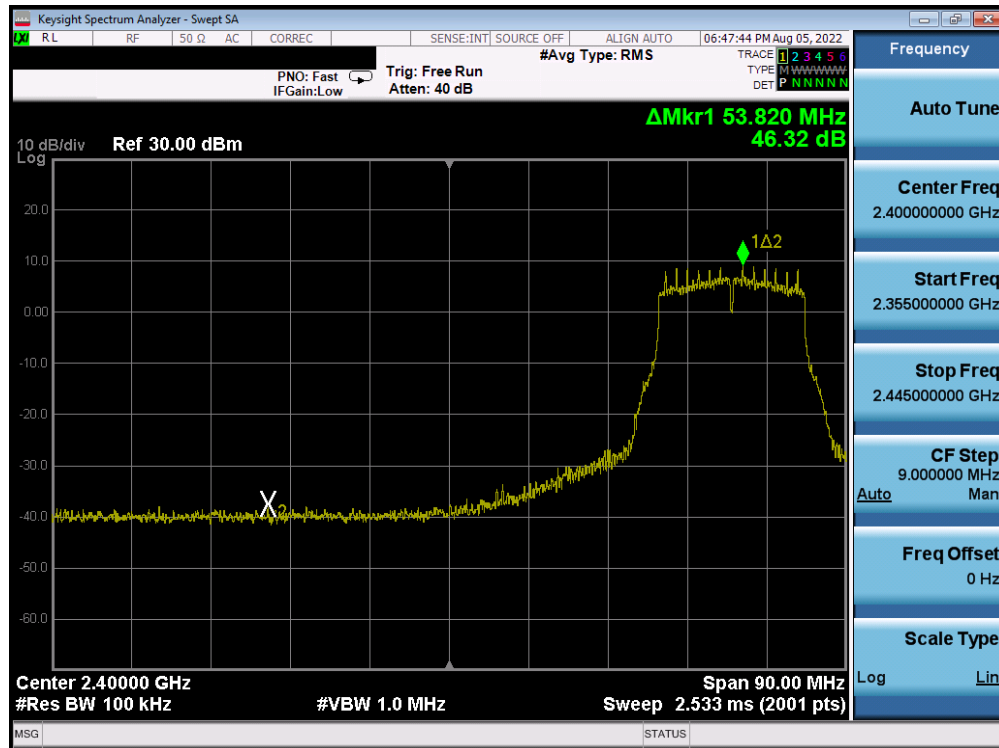 Keysight Spectrum Analyzer - Swept SA
LXI RL RF 50 Ω AC CORREC SENSE:INT SOURCE OFF ALIGN AUTO 06:47:44 PM Aug 05, 2022
#Avg Type: RMS
TRACE 1 2 3 4 5 6
TYPE M W W W W W
DET P N N N N N
PNO: Fast
IFGain:Low
Trig: Free Run
Atten: 40 dB
ΔMkr1 53.820 MHz
46.32 dB
10 dB/div
Log
Ref 30.00 dBm
20.0
10.0
0.00
-10.0
-20.0
-30.0
-40.0
-50.0
-60.0
1Δ2
X2
Center 2.40000 GHz
#Res BW 100 kHz
#VBW 1.0 MHz
Span 90.00 MHz
Sweep 2.533 ms (2001 pts)
MSG
STATUS
Frequency
Auto Tune
Center Freq
2.400000000 GHz
Start Freq
2.355000000 GHz
Stop Freq
2.445000000 GHz
CF Step
9.000000 MHz
Auto Man
Freq Offset
0 Hz
Scale Type
Log Lin